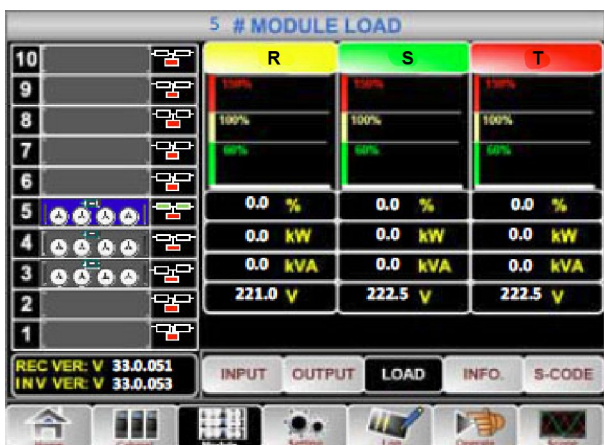 5 # MODULE LOAD
10
9
8
7
6
5
4
3
2
1
R S T
150% 150% 150%
100% 100% 100%
60% 60% 60%
0.0 % 0.0 % 0.0 %
0.0 kW 0.0 kW 0.0 kW
0.0 kVA 0.0 kVA 0.0 kVA
221.0 V 222.5 V 222.5 V
REC VER: V 33.0.051
INV VER: V 33.0.053
INPUT OUTPUT LOAD INFO. S-CODE